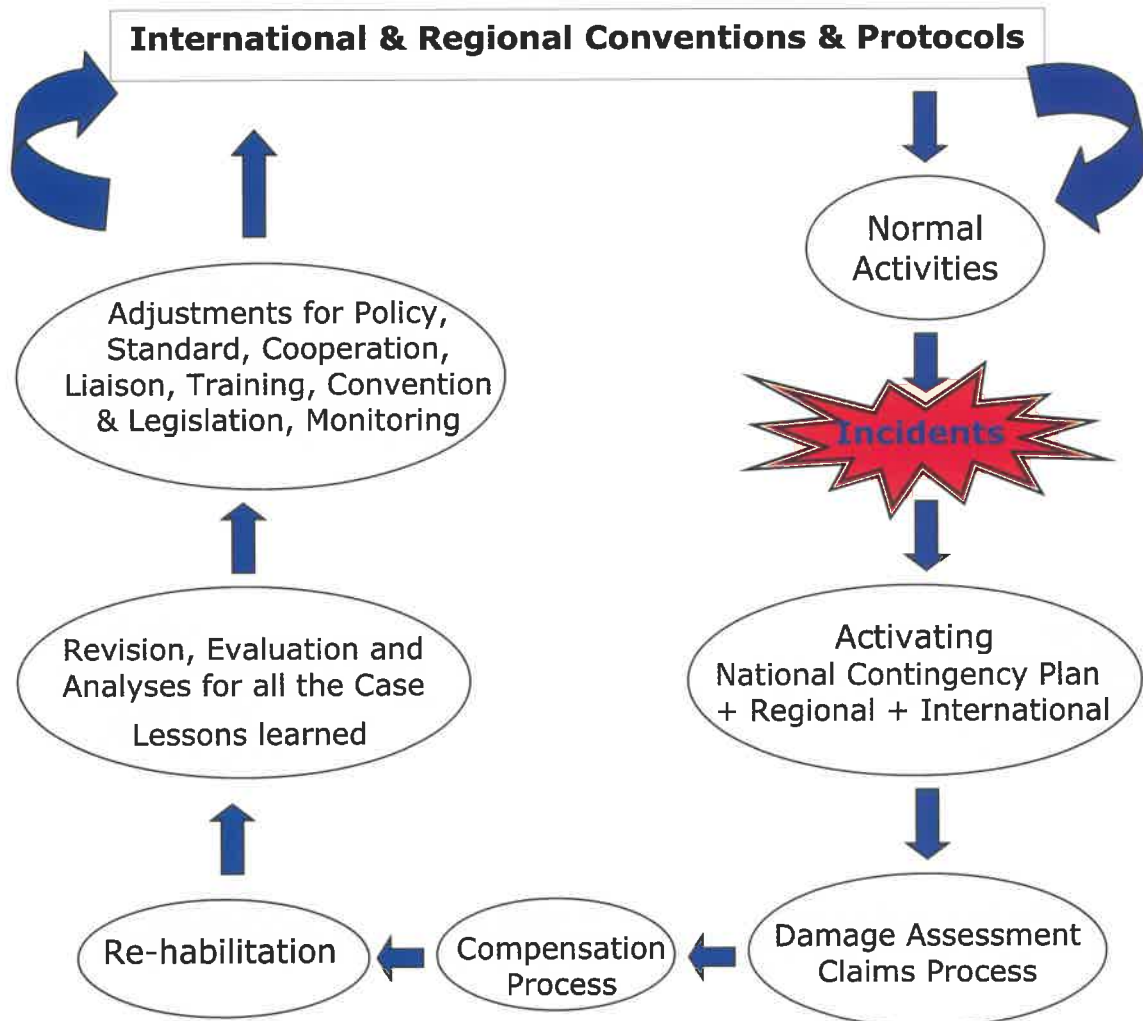 International & Regional Conventions & Protocols
Normal
Activities
Incidents
Activating
National Contingency Plan
+ Regional + International
Damage Assessment
Claims Process
Compensation
Process
Re-habilitation
Revision, Evaluation and
Analyses for all the Case
Lessons learned
Adjustments for Policy,
Standard, Cooperation,
Liaison, Training, Convention
& Legislation, Monitoring